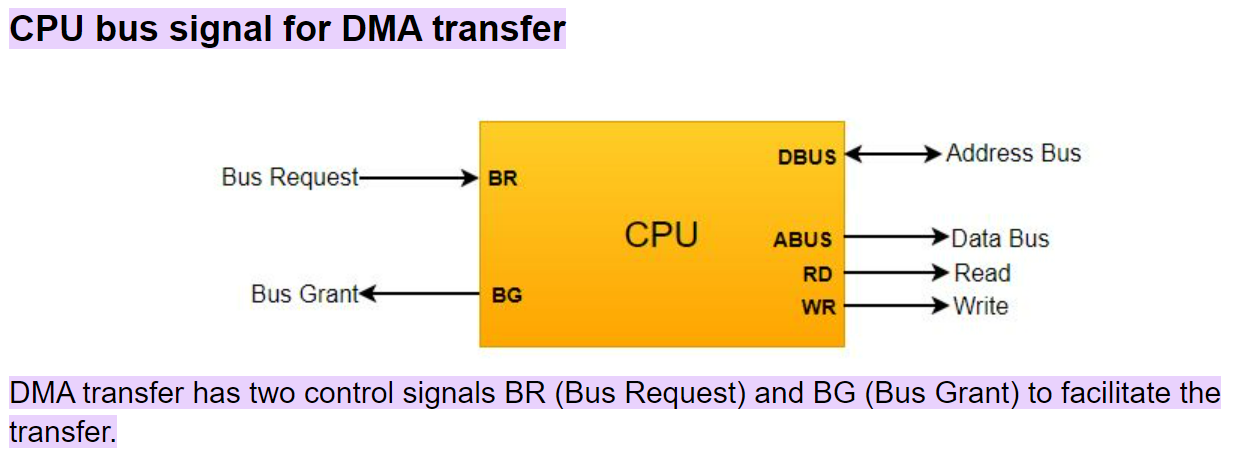 CPU bus signal for DMA transfer
Bus Request
BR
DBUS
Address Bus
CPU
ABUS
Data Bus
RD
Read
Bus Grant
BG
WR
Write
DMA transfer has two control signals BR (Bus Request) and BG (Bus Grant) to facilitate the
transfer.